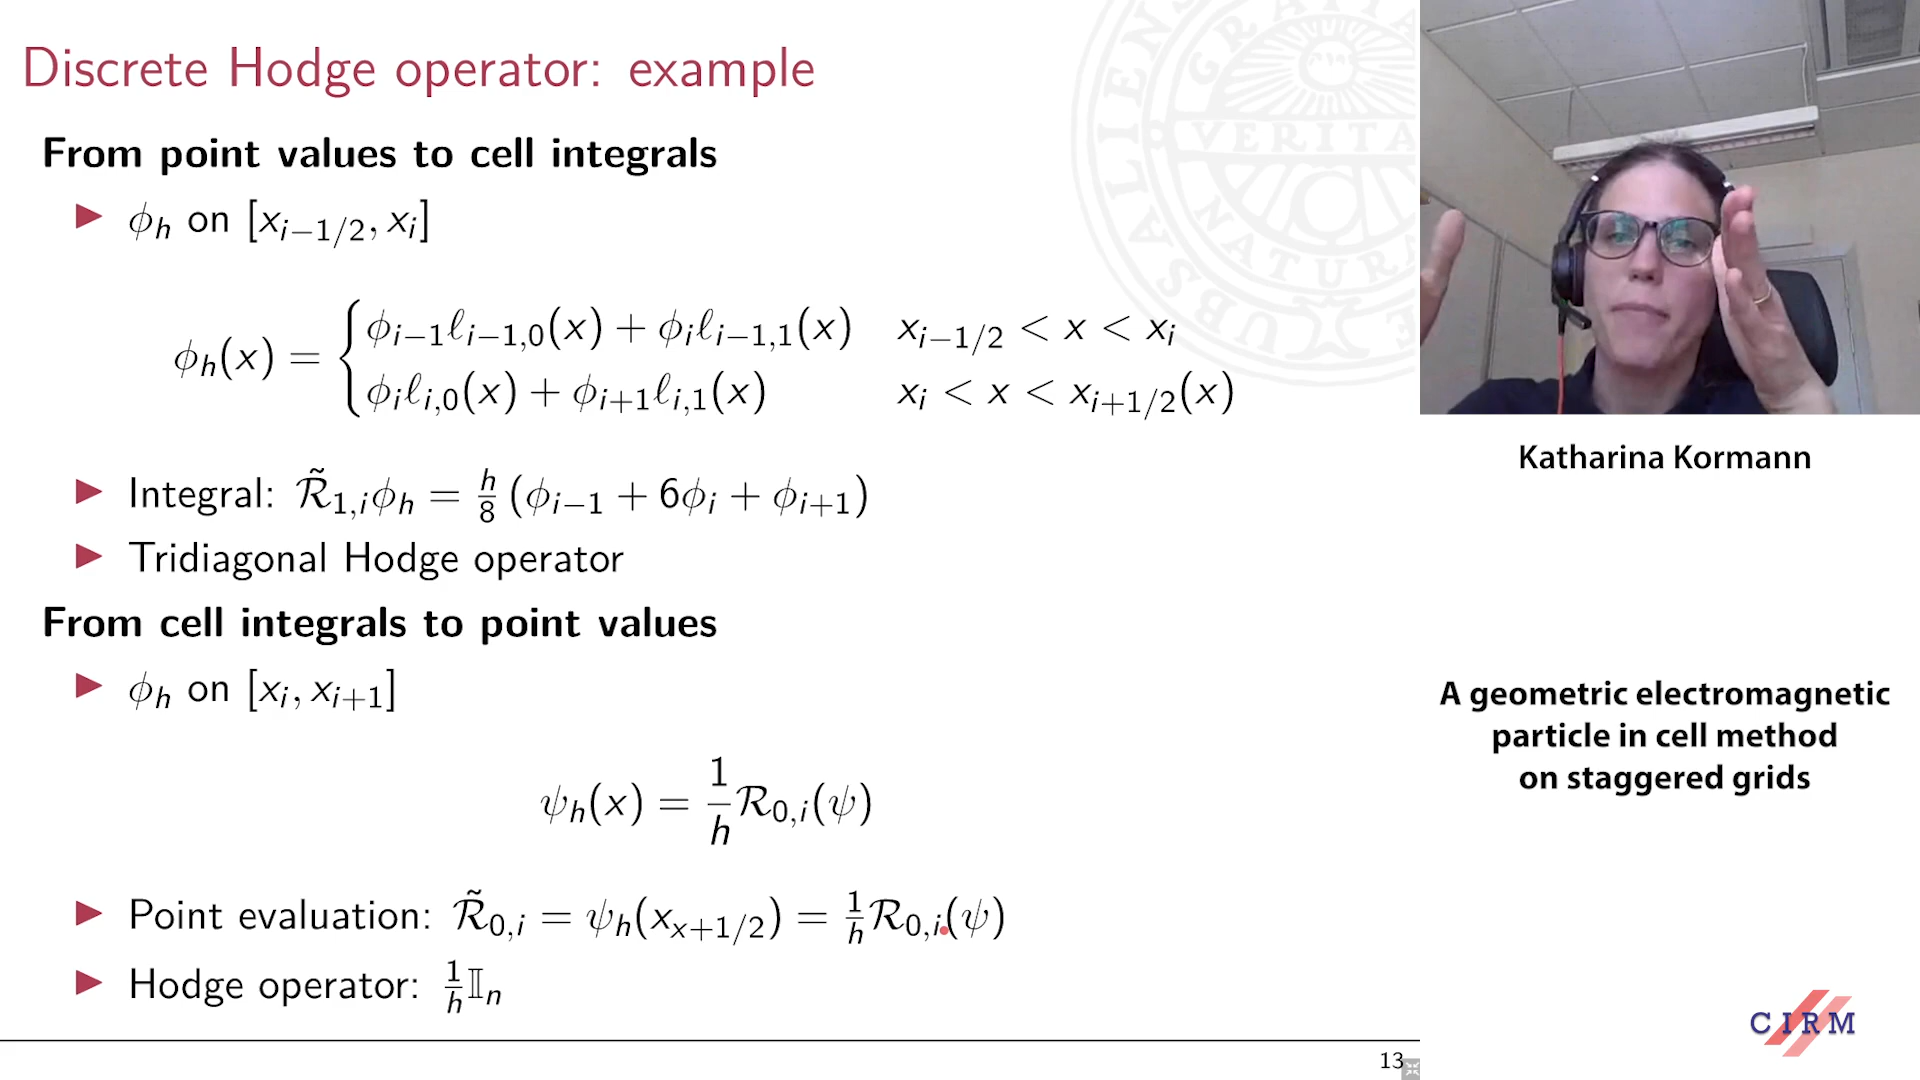 Discrete Hodge operator: example
From point values to cell integrals
▶ ϕ_h on [x_{i−1/2}, x_i]
ϕ_h(x) = { ϕ_{i−1}ℓ_{i−1,0}(x) + ϕ_iℓ_{i−1,1}(x)   x_{i−1/2} < x < x_i
ϕ_iℓ_{i,0}(x) + ϕ_{i+1}ℓ_{i,1}(x)   x_i < x < x_{i+1/2}(x)
▶ Integral: R̃_{1,i}ϕ_h = h/8 (ϕ_{i−1} + 6ϕ_i + ϕ_{i+1})
▶ Tridiagonal Hodge operator
From cell integrals to point values
▶ ϕ_h on [x_i, x_{i+1}]
ψ_h(x) = 1/h R_{0,i}(ψ)
▶ Point evaluation: R̃_{0,i} = ψ_h(x_{x+1/2}) = 1/h R_{0,i}(ψ)
▶ Hodge operator: 1/h 𝕀_n
13
VERITA
NATUR
GRATI
UBSALIENS
Katharina Kormann
A geometric electromagnetic
particle in cell method
on staggered grids
CIRM